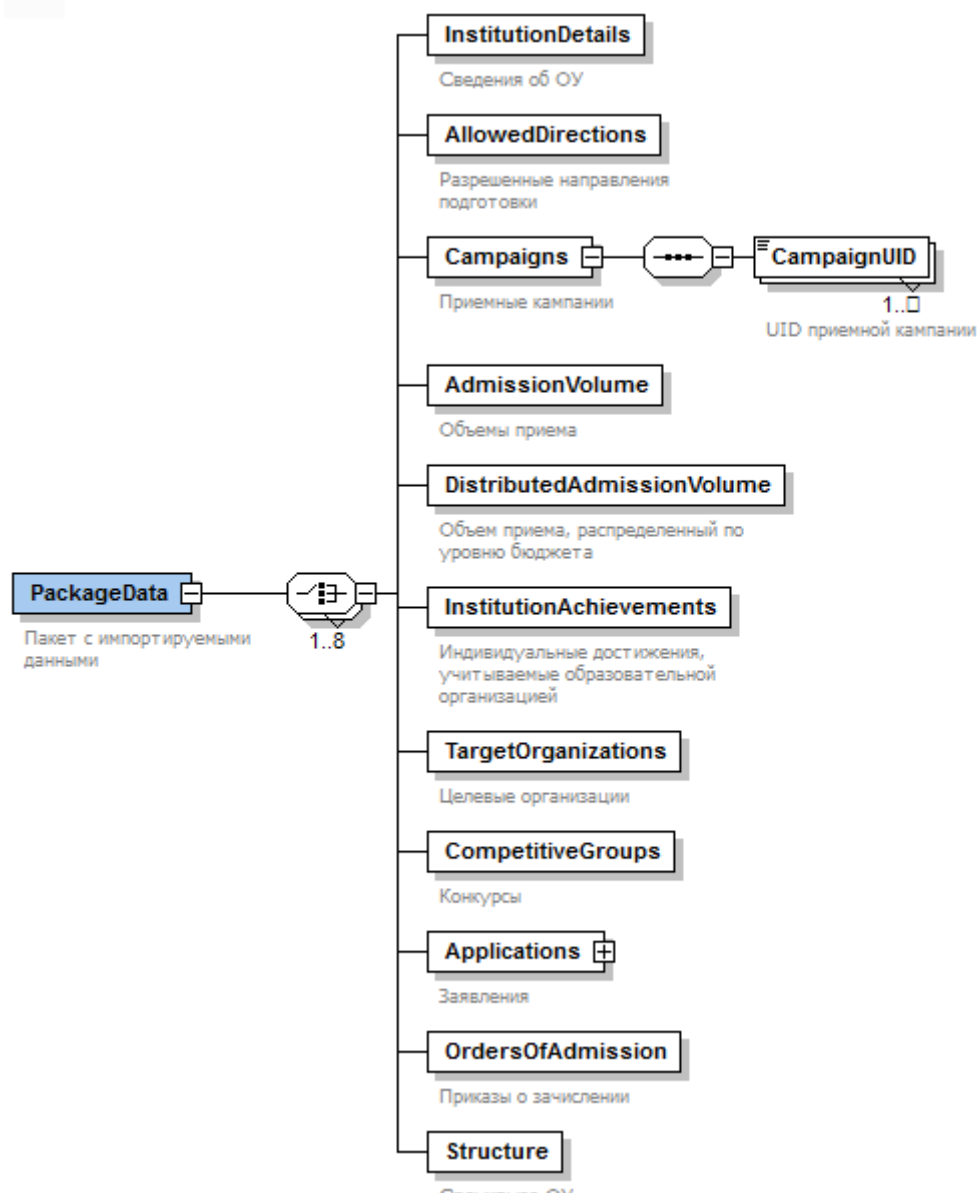 InstitutionDetails
Сведения об ОУ
AllowedDirections
Разрешенные направления
подготовки
Campaigns
Приемные кампании
CampaignUID
1..□
UID приемной кампании
AdmissionVolume
Объемы приема
DistributedAdmissionVolume
Объем приема, распределенный по
уровню бюджета
PackageData
Пакет с импортируемыми
данными
1..8
InstitutionAchievements
Индивидуальные достижения,
учитываемые образовательной
организацией
TargetOrganizations
Целевые организации
CompetitiveGroups
Конкурсы
Applications
Заявления
OrdersOfAdmission
Приказы о зачислении
Structure